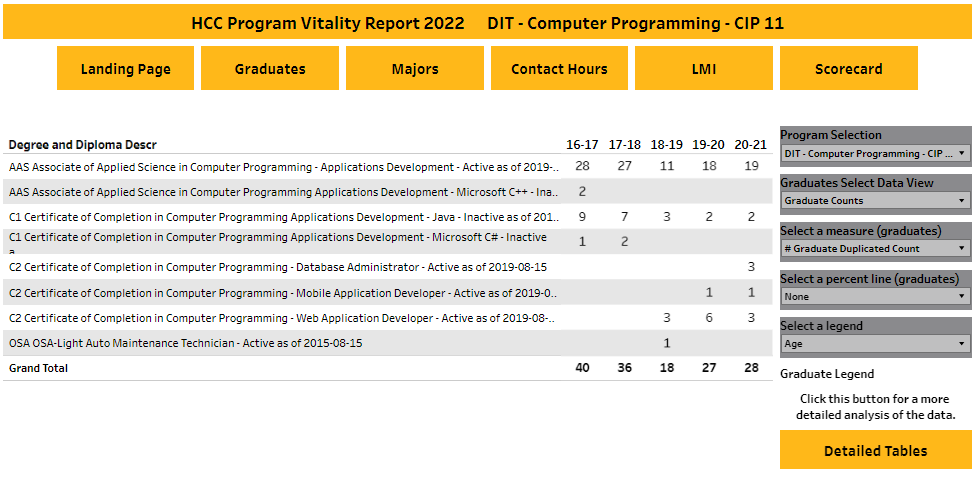 HCC Program Vitality Report 2022 DIT - Computer Programming - CIP 11
Landing Page Graduates Majors Contact Hours LMI Scorecard
Degree and Diploma Descr 16-17 17-18 18-19 19-20 20-21
AAS Associate of Applied Science in Computer Programming - Applications Development - Active as of 2019-.. 28 27 11 18 19
AAS Associate of Applied Science in Computer Programming Applications Development - Microsoft C++ - Ina.. 2
C1 Certificate of Completion in Computer Programming Applications Development - Java - Inactive as of 201.. 9 7 3 2 2
C1 Certificate of Completion in Computer Programming Applications Development - Microsoft C# - Inactive 1 2
a
C2 Certificate of Completion in Computer Programming - Database Administrator - Active as of 2019-08-15 3
C2 Certificate of Completion in Computer Programming - Mobile Application Developer - Active as of 2019-0.. 1 1
C2 Certificate of Completion in Computer Programming - Web Application Developer - Active as of 2019-08-.. 3 6 3
OSA OSA-Light Auto Maintenance Technician - Active as of 2015-08-15 1
Grand Total 40 36 18 27 28
Program Selection
DIT - Computer Programming - CIP ...
Graduates Select Data View
Graduate Counts
Select a measure (graduates)
# Graduate Duplicated Count
Select a percent line (graduates)
None
Select a legend
Age
Graduate Legend
Click this button for a more
detailed analysis of the data.
Detailed Tables